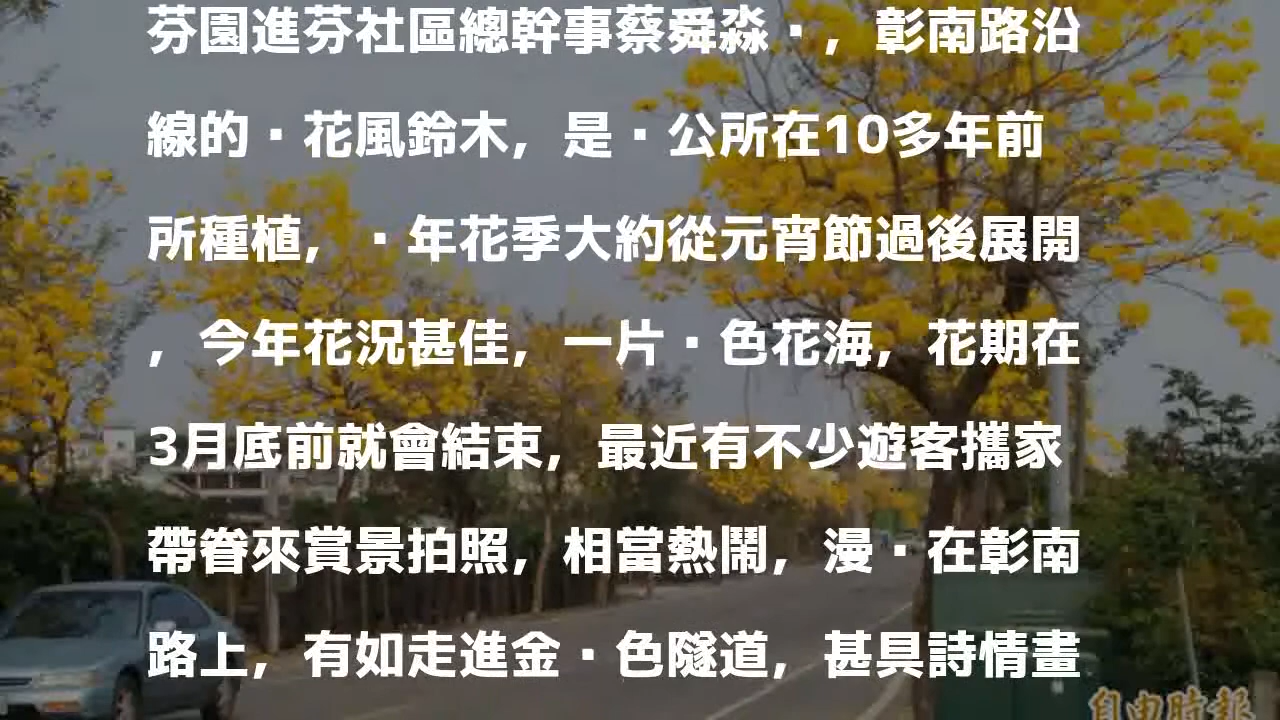 芬園進芬社區總幹事蔡舜淼·，彰南路沿
線的·花風鈴木，是·公所在10多年前
所種植，·年花季大約從元宵節過後展開
，今年花況甚佳，一片·色花海，花期在
3月底前就會結束，最近有不少遊客攜家
帶眷來賞景拍照，相當熱鬧，漫·在彰南
路上，有如走進金·色隧道，甚具詩情畫
自由時報